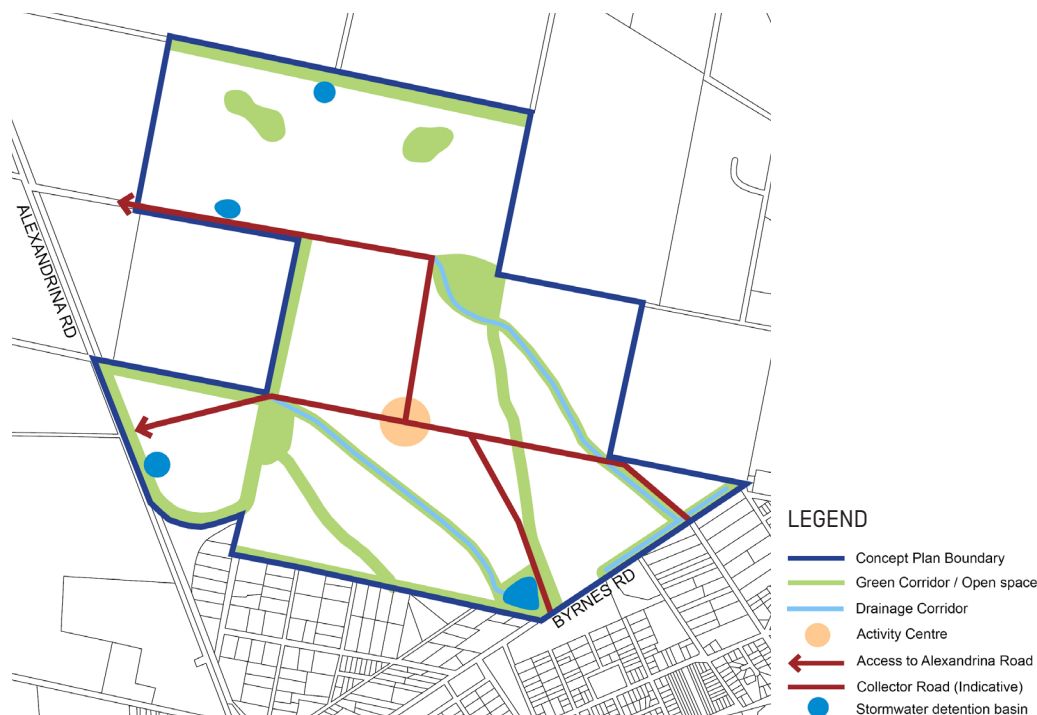 ALEXANDRINA RD
BYRNES RD
LEGEND
Concept Plan Boundary
Green Corridor / Open space
Drainage Corridor
Activity Centre
Access to Alexandrina Road
Collector Road (Indicative)
Stormwater detention basin